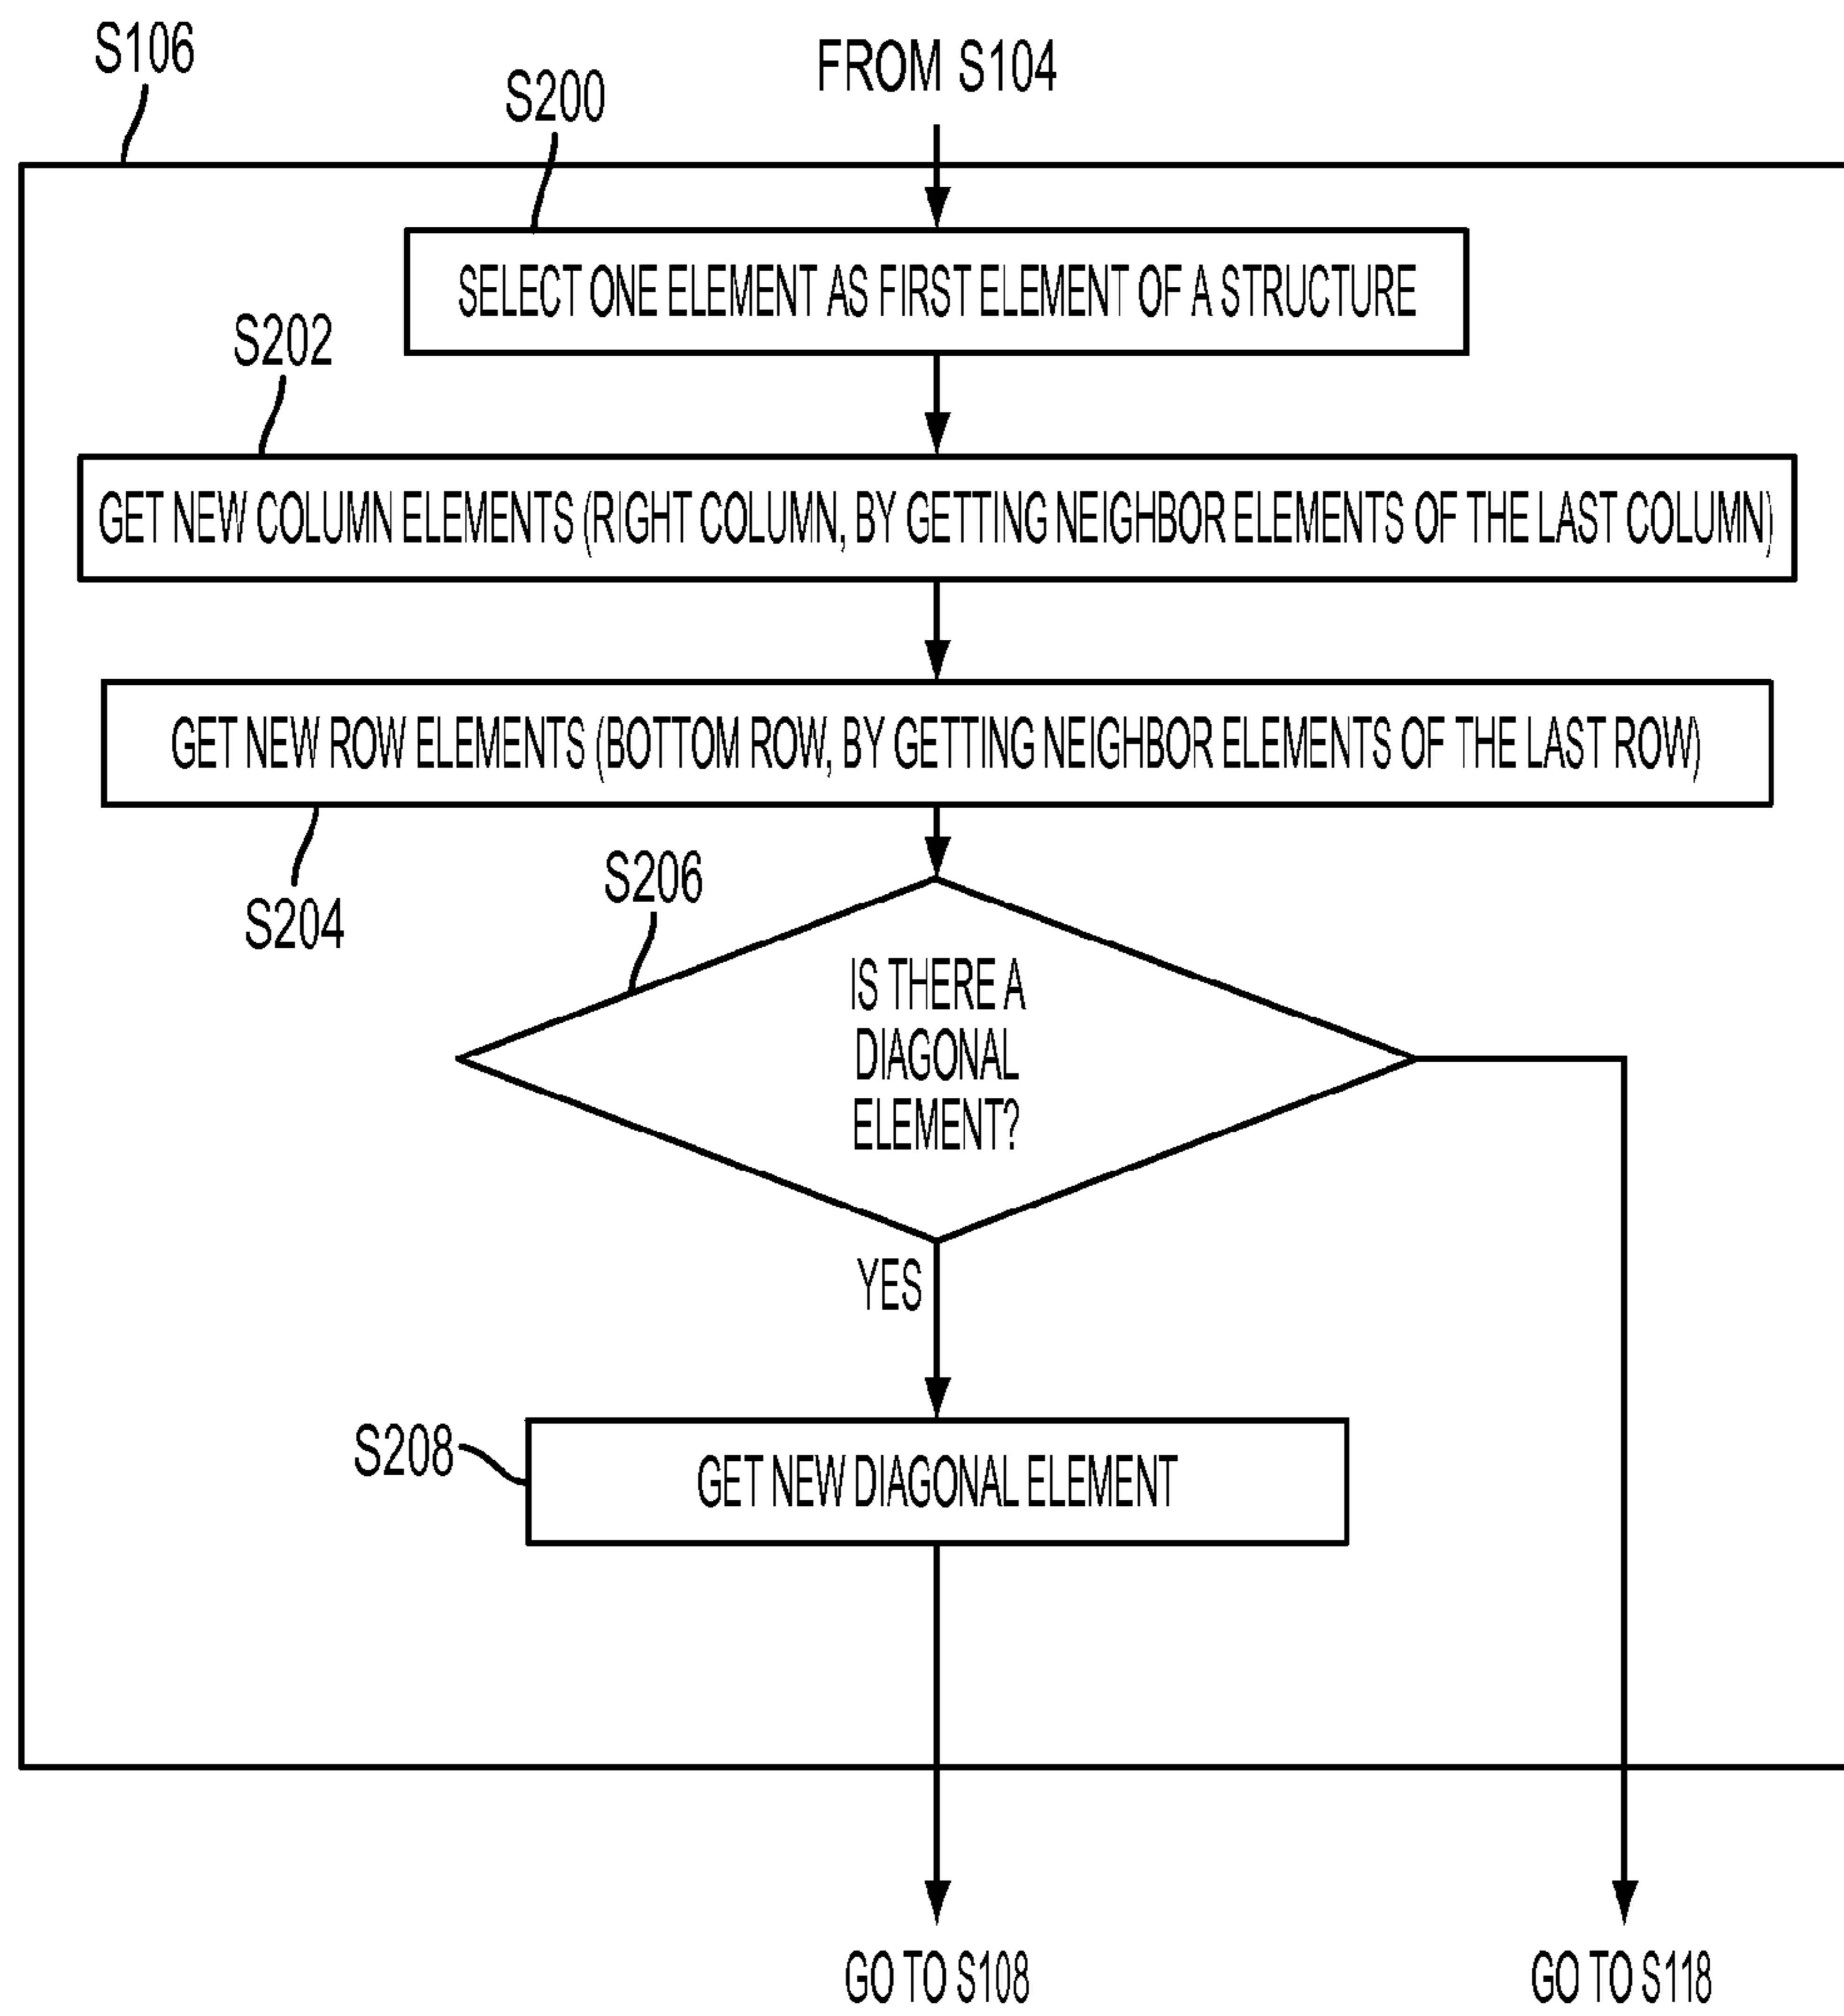 S106
FROM S104
S200
SELECT ONE ELEMENT AS FIRST ELEMENT OF A STRUCTURE
S202
GET NEW COLUMN ELEMENTS (RIGHT COLUMN, BY GETTING NEIGHBOR ELEMENTS OF THE LAST COLUMN)
GET NEW ROW ELEMENTS (BOTTOM ROW, BY GETTING NEIGHBOR ELEMENTS OF THE LAST ROW)
S204
S206
IS THERE A
DIAGONAL
ELEMENT?
YES
S208
GET NEW DIAGONAL ELEMENT
GO TO S108
GO TO S118